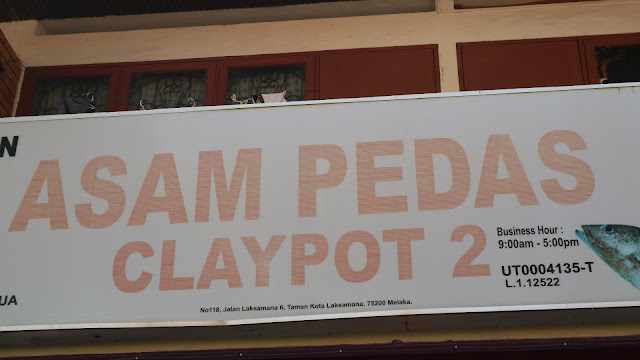 N
ASAM PEDAS
CLAYPOT 2
Business Hour :
9:00am - 5:00pm
UT0004135-T
L.1.12522
UA
No118, Jalan Laksamana 6, Taman Kota Laksamana, 75200 Melaka.